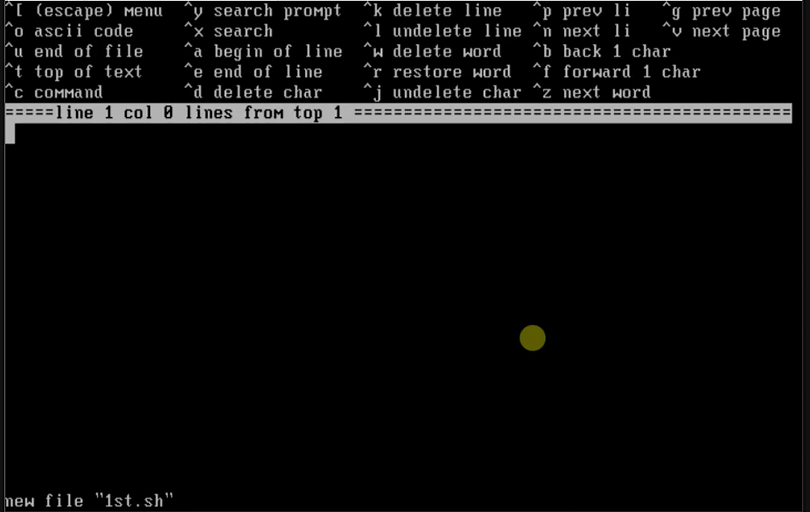 ^[ (escape) menu ^y search prompt ^k delete line ^p prev li ^g prev page
^o ascii code ^x search ^l undelete line ^n next li ^v next page
^u end of file ^a begin of line ^w delete word ^b back 1 char
^t top of text ^e end of line ^r restore word ^f forward 1 char
^c command ^d delete char ^j undelete char ^z next word
=====line 1 col 0 lines from top 1 ============================================
new file "1st.sh"